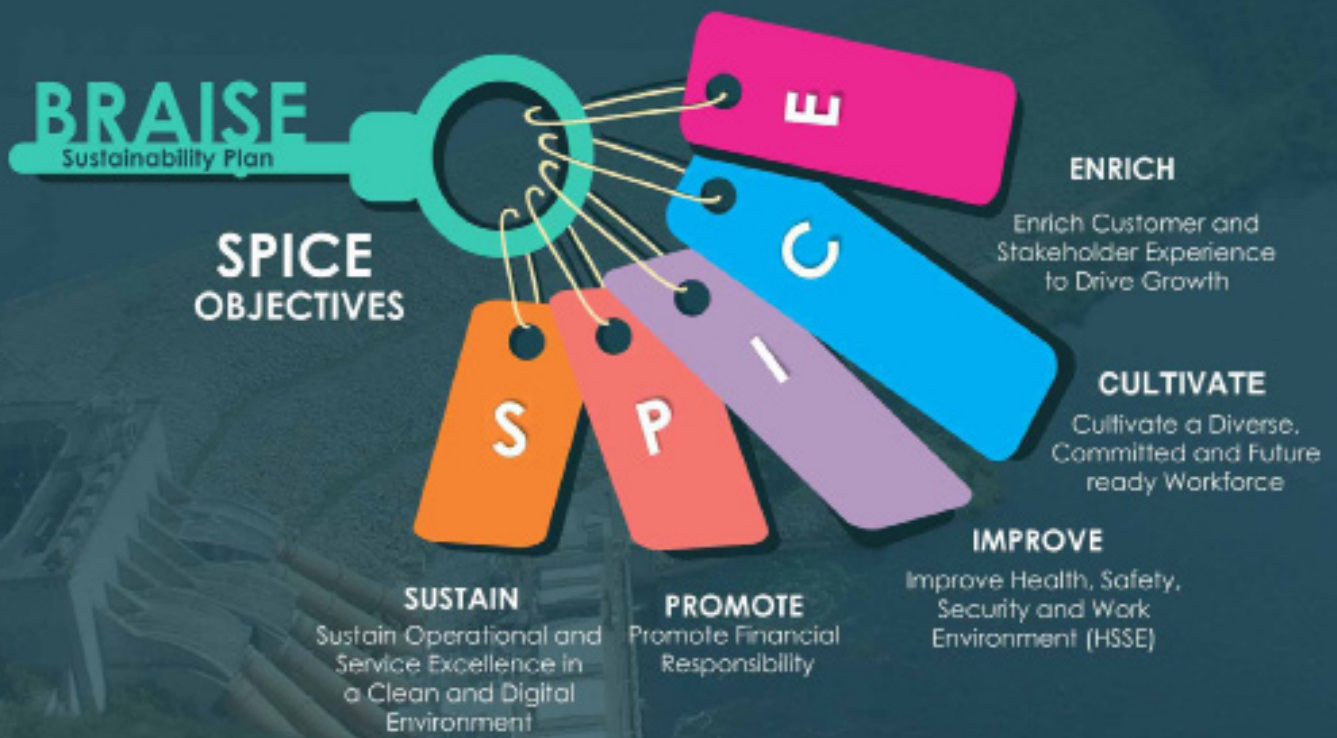 BRAISE
Sustainability Plan
SPICE
OBJECTIVES
E
C
I
P
S
ENRICH
Enrich Customer and
Stakeholder Experience
to Drive Growth
CULTIVATE
Cultivate a Diverse,
Committed and Future
ready Workforce
IMPROVE
Improve Health, Safety,
Security and Work
Environment (HSSE)
PROMOTE
Promote Financial
Responsibility
SUSTAIN
Sustain Operational and
Service Excellence in
a Clean and Digital
Environment